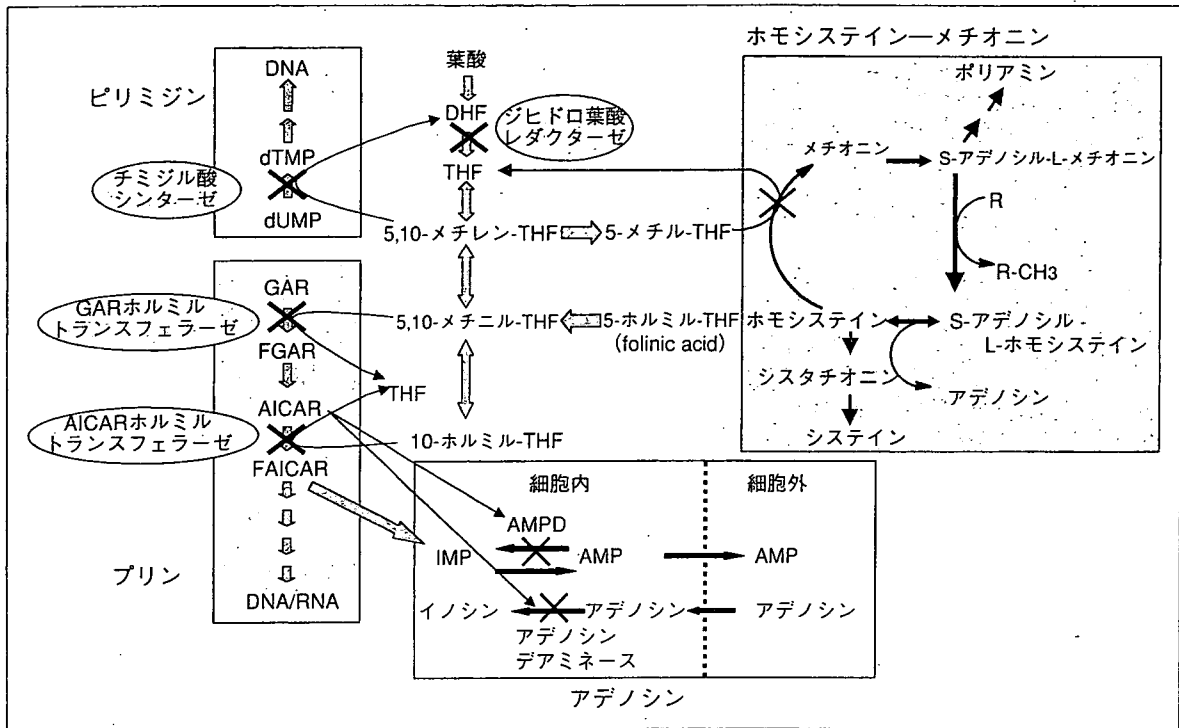 ピリミジン
DNA
dTMP
チミジル酸
シンターゼ
dUMP
葉酸
DHF
ジヒドロ葉酸
レダクターゼ
THF
5,10-メチレン-THF
5-メチル-THF
5,10-メチニル-THF
5-ホルミル-THF
(folinic acid)
10-ホルミル-THF
THF
GAR
GARホルミル
トランスフェラーゼ
FGAR
AICAR
AICARホルミル
トランスフェラーゼ
FAICAR
プリン
DNA/RNA
ホモシステイン―メチオニン
ポリアミン
メチオニン
S-アデノシル-L-メチオニン
R
R-CH3
ホモシステイン
S-アデノシル-
L-ホモシステイン
シスタチオニン
アデノシン
システイン
細胞内
細胞外
AMPD
IMP
AMP
AMP
イノシン
アデノシン
アデノシン
アデノシン
デアミネース
アデノシン